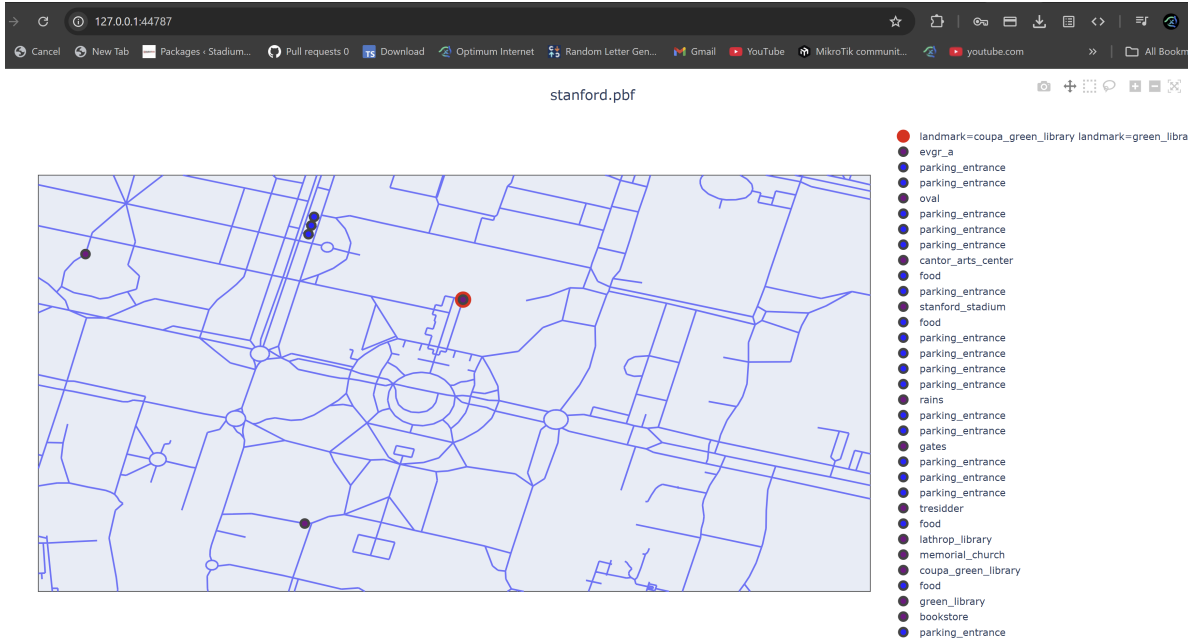 127.0.0.1:44787
Cancel New Tab Packages ‹ Stadium... Pull requests 0 TS Download Optimum Internet Random Letter Gen... Gmail YouTube MikroTik communit... youtube.com » All Bookm
stanford.pbf
landmark=coupa_green_library landmark=green_libra
evgr_a
parking_entrance
parking_entrance
oval
parking_entrance
parking_entrance
parking_entrance
cantor_arts_center
food
parking_entrance
stanford_stadium
food
parking_entrance
parking_entrance
parking_entrance
parking_entrance
rains
parking_entrance
parking_entrance
gates
parking_entrance
parking_entrance
parking_entrance
tresidder
food
lathrop_library
memorial_church
coupa_green_library
food
green_library
bookstore
parking_entrance